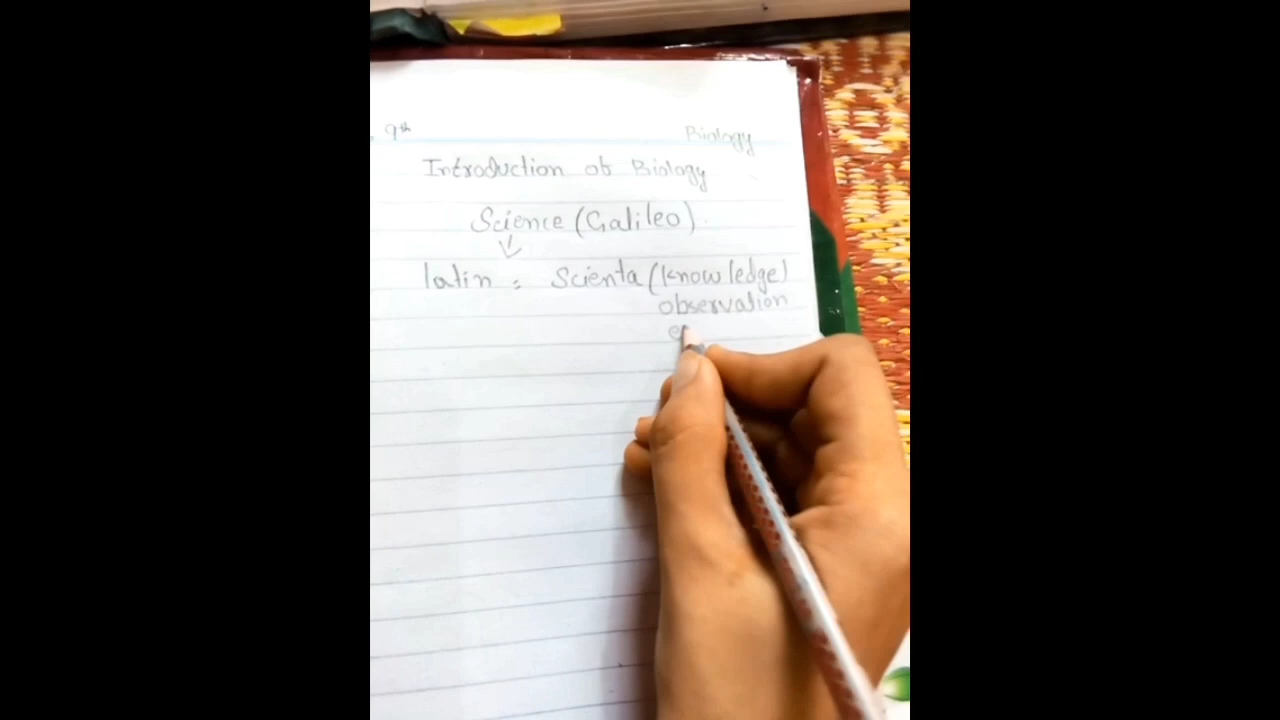 9th Biology
Introduction of Biology
Science (Galileo).
latin = Scienta (knowledge)
observation
e